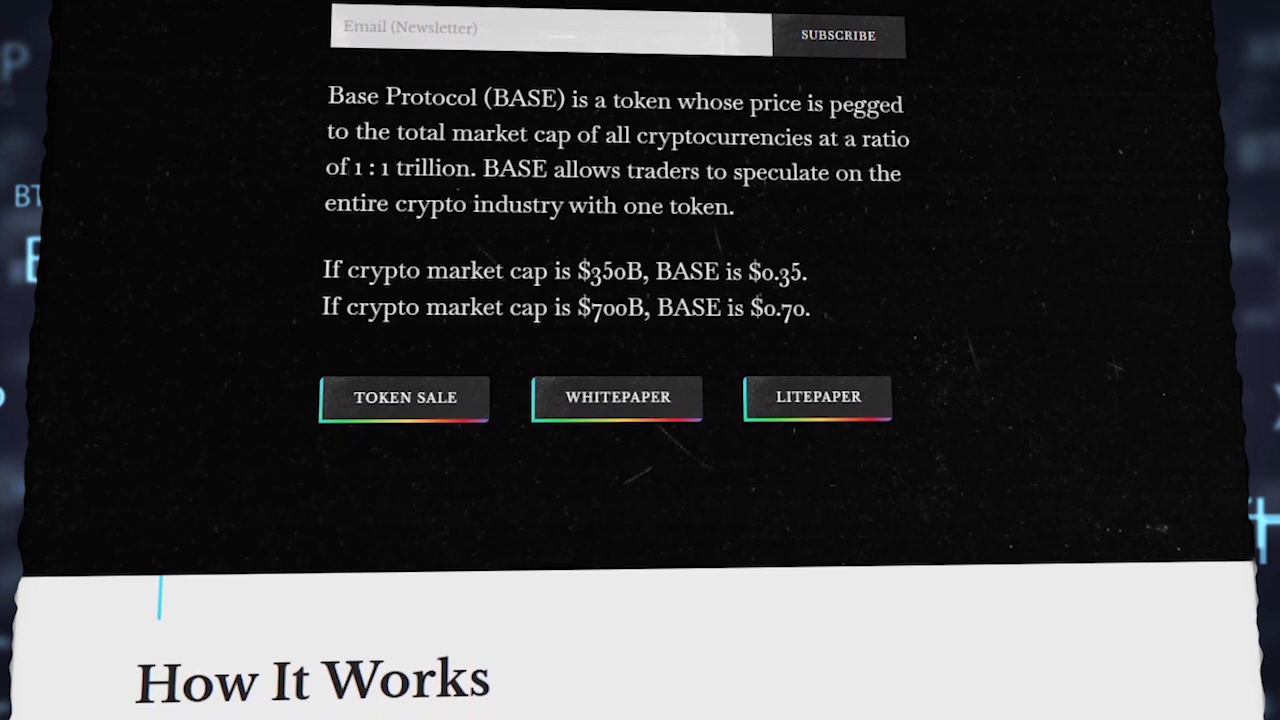 Email (Newsletter)
SUBSCRIBE
Base Protocol (BASE) is a token whose price is pegged
to the total market cap of all cryptocurrencies at a ratio
of 1 : 1 trillion. BASE allows traders to speculate on the
entire crypto industry with one token.
If crypto market cap is $350B, BASE is $0.35.
If crypto market cap is $700B, BASE is $0.70.
TOKEN SALE
WHITEPAPER
LITEPAPER
How It Works